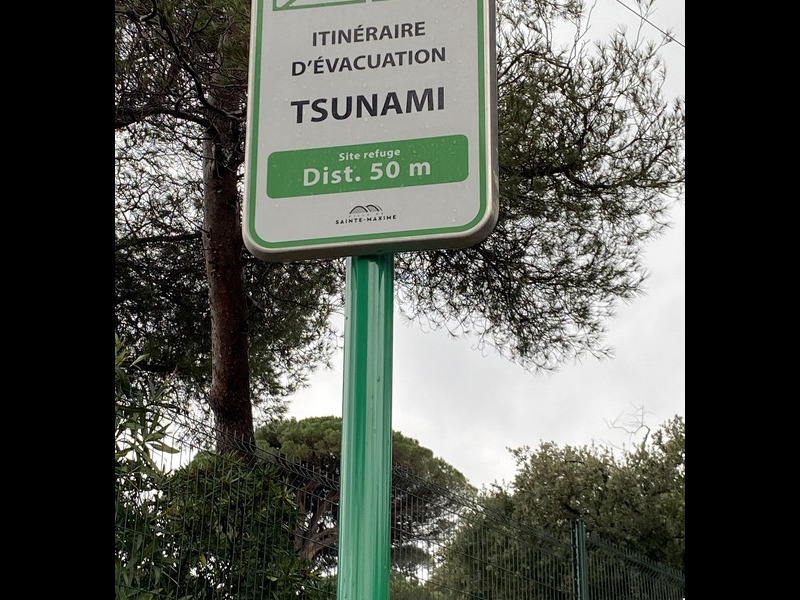 ITINÉRAIRE
D'ÉVACUATION
TSUNAMI
Site refuge
Dist. 50 m
SAINTE-MAXIME